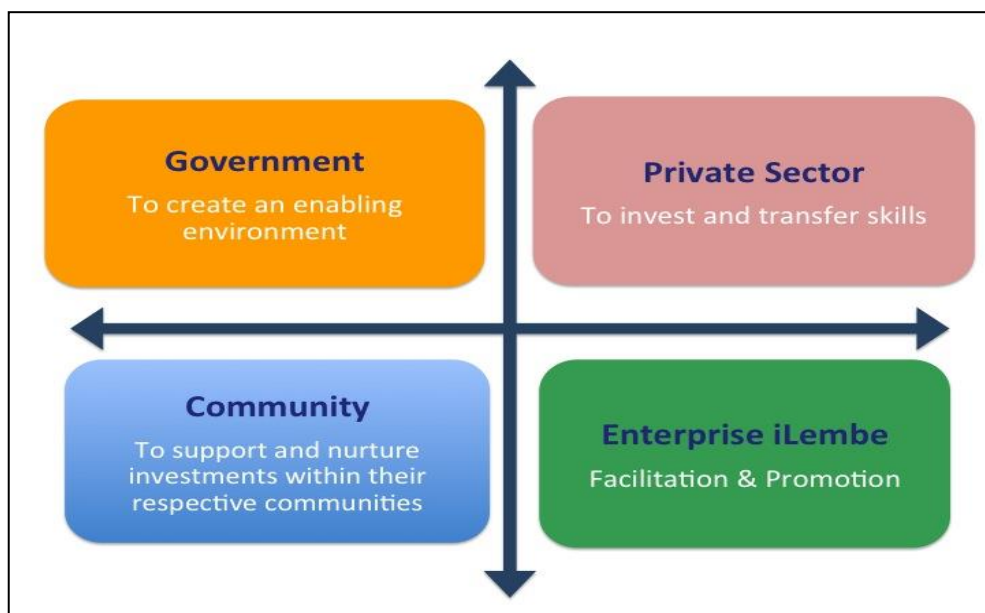 Government
To create an enabling
environment
Private Sector
To invest and transfer skills
Community
To support and nurture
investments within their
respective communities
Enterprise iLembe
Facilitation & Promotion